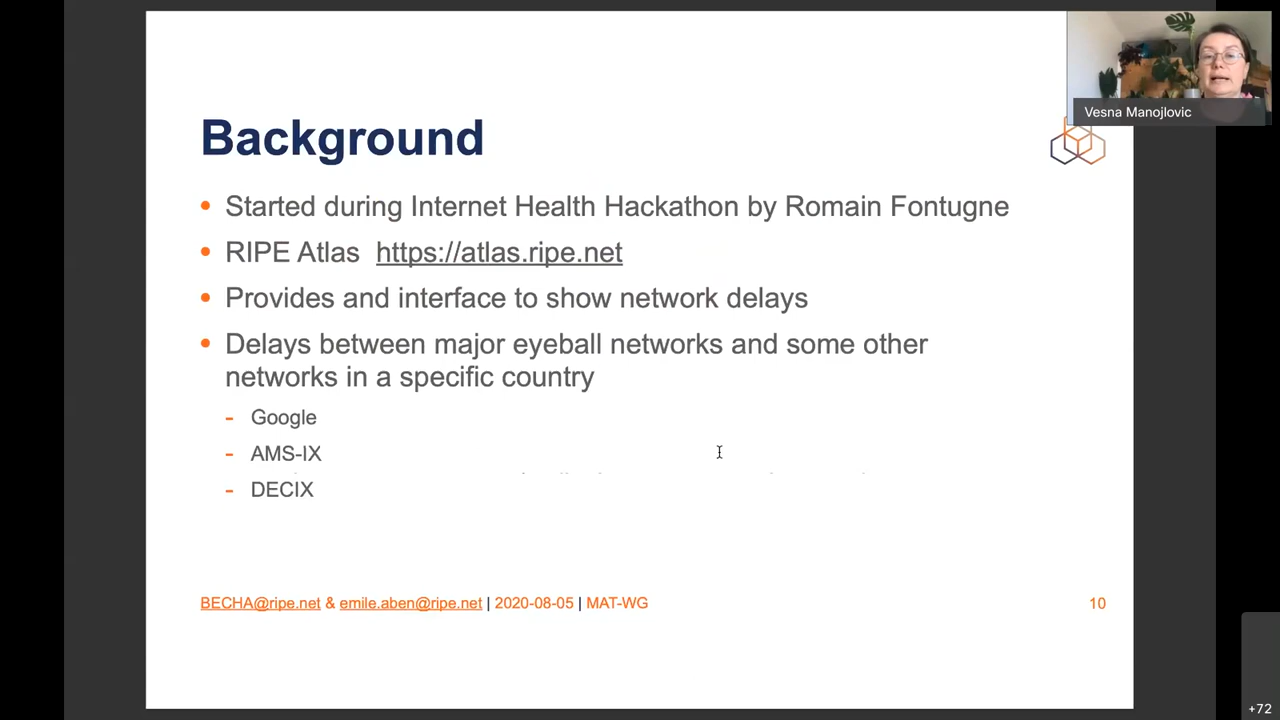 Vesna Manojlovic
Background
• Started during Internet Health Hackathon by Romain Fontugne
• RIPE Atlas https://atlas.ripe.net
• Provides and interface to show network delays
• Delays between major eyeball networks and some other
networks in a specific country
- Google
- AMS-IX
- DECIX
BECHA@ripe.net & emile.aben@ripe.net | 2020-08-05 | MAT-WG
10
+72